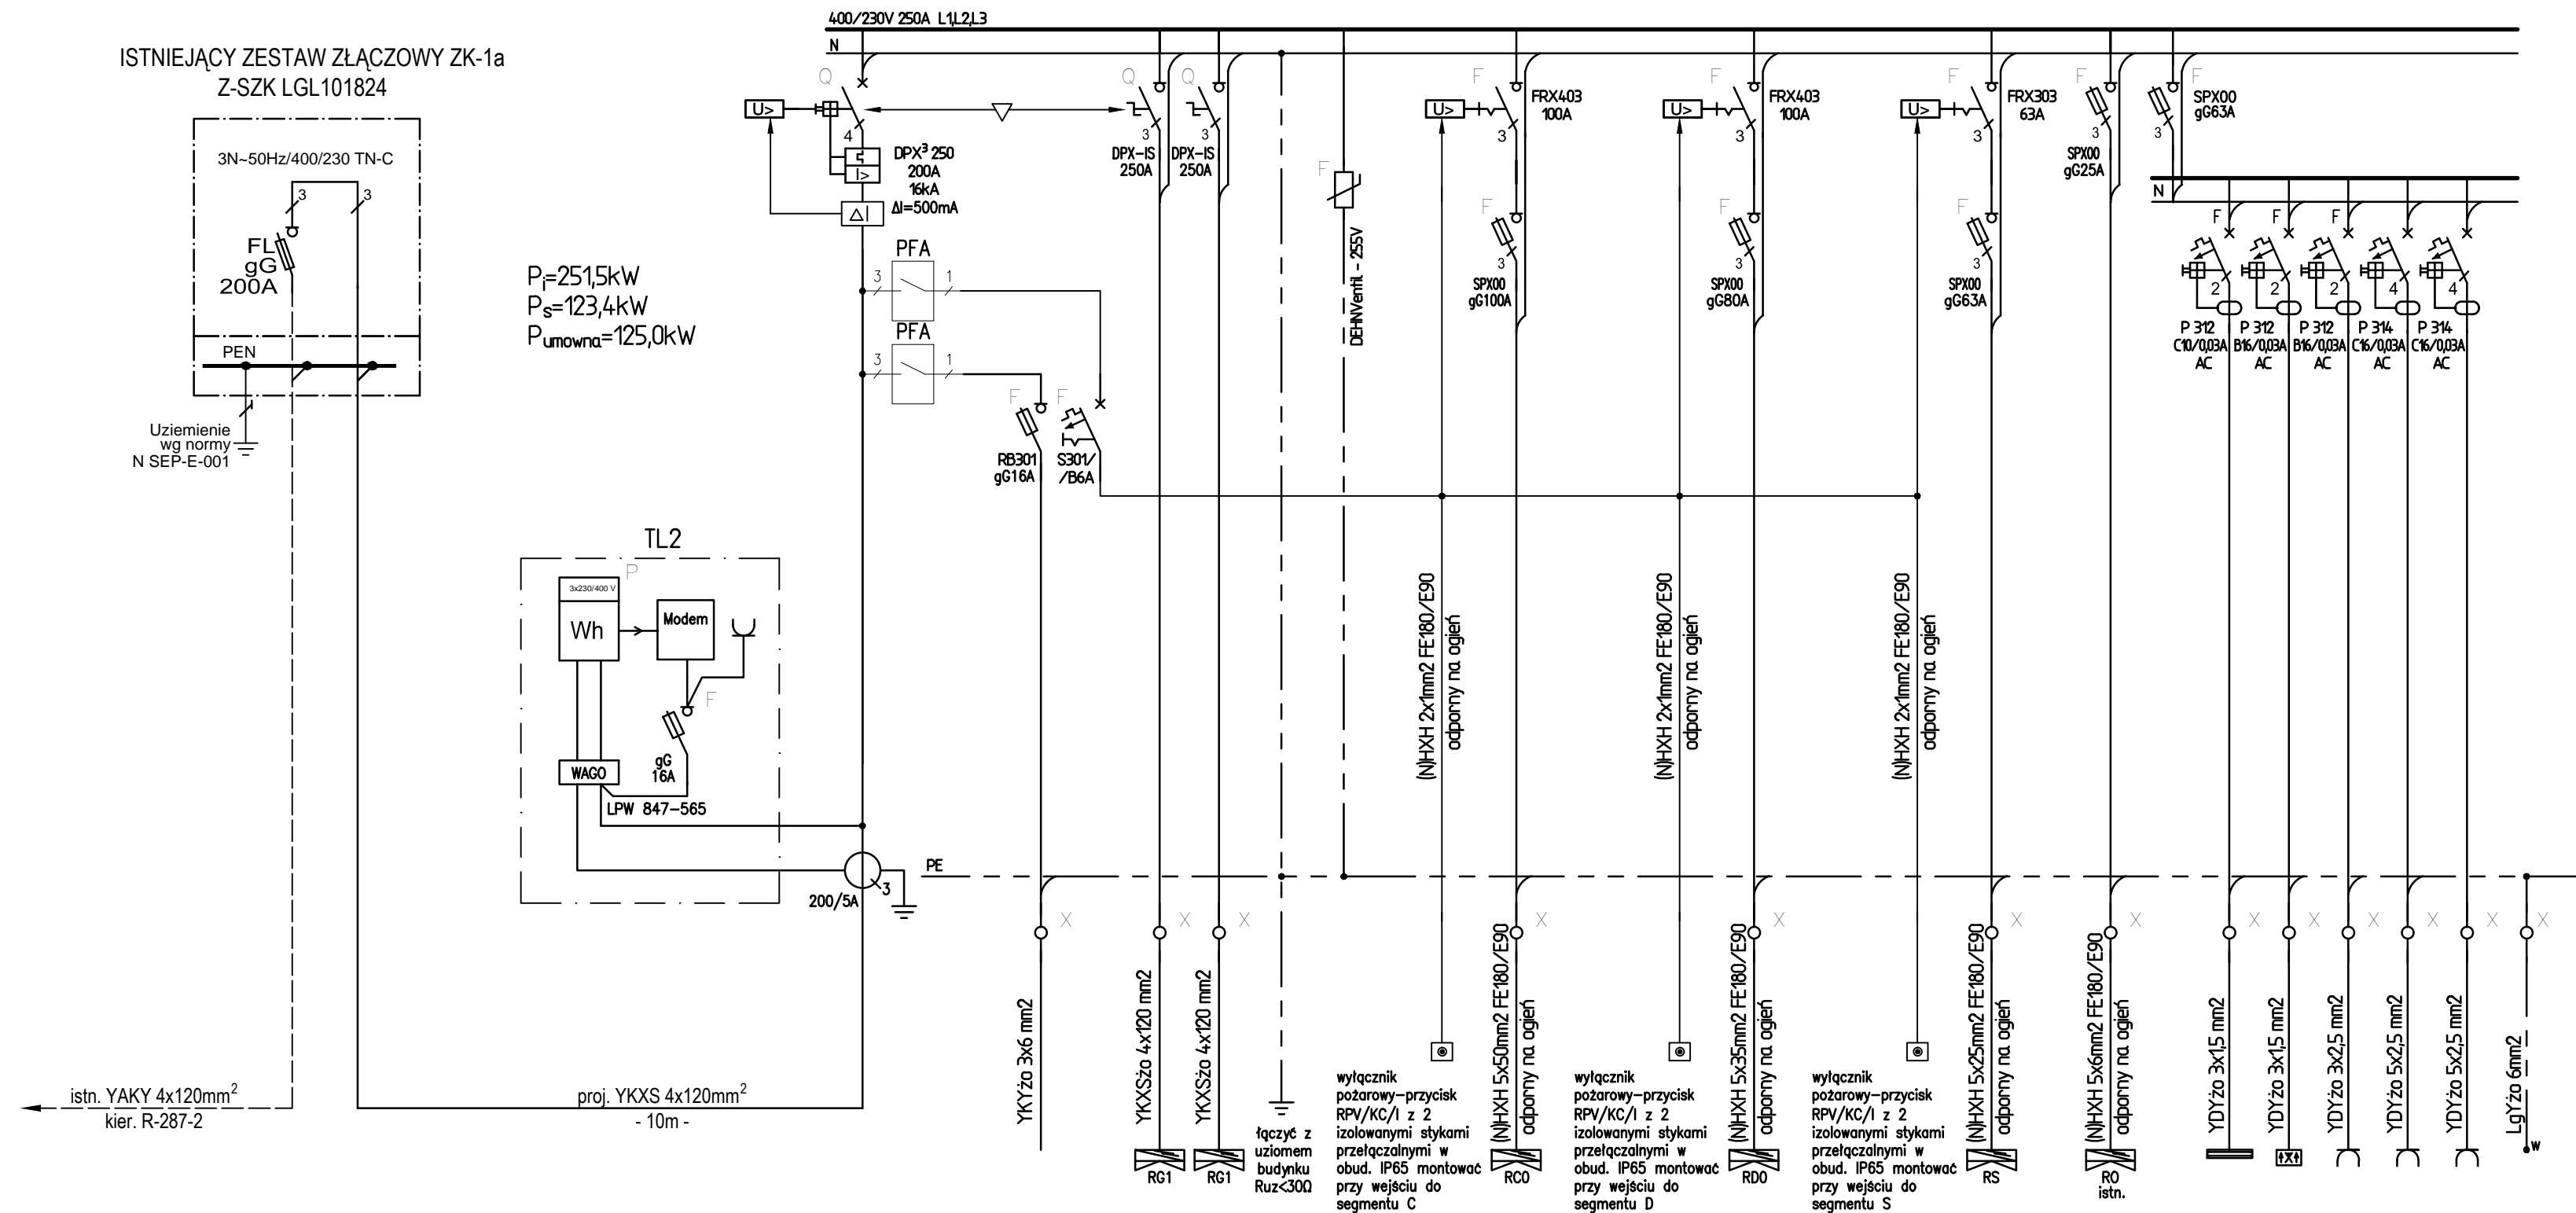 ISTNIEJĄCY ZESTAW ZŁĄCZOWY ZK-1a
Z-SZK LGL101824
3N~50Hz/400/230 TN-C
3
3
FL
gG
200A
PEN
Uziemienie
wg normy
N SEP-E-001
istn. YAKY 4x120mm²
kier. R-287-2
proj. YKXS 4x120mm²
- 10m -
Pi=251,5kW
Ps=123,4kW
Pumowna=125,0kW
TL2
P
3x230/400 V
Wh
Modem
F
gG
16A
WAGO
LPW 847-565
200/5A
3
PE
400/230V 250A L1,L2,L3
N
Q
U>
4
DPX³ 250
200A
16kA
ΔI=500mA
I>
ΔI
PFA
3
1
PFA
3
1
F
RB301
gG16A
F
S301/
/B6A
Q
3
DPX-IS
250A
Q
3
DPX-IS
250A
F
DEHNVentil - 255V
F
U>
3
FRX403
100A
F
3
SPX00
gG100A
F
U>
3
FRX403
100A
F
3
SPX00
gG80A
F
U>
3
FRX303
63A
F
3
SPX00
gG63A
F
3
SPX00
gG25A
F
3
SPX00
gG63A
N
F
F
F
2
2
2
4
4
P 312
C10/0,03A
AC
P 312
B16/0,03A
AC
P 312
B16/0,03A
AC
P 314
C16/0,03A
AC
P 314
C16/0,03A
AC
(N)HXH 2x1mm2 FE180/E90
odporny na ogień
(N)HXH 2x1mm2 FE180/E90
odporny na ogień
(N)HXH 2x1mm2 FE180/E90
odporny na ogień
X
X
X
X
X
X
X
X
X
X
X
X
X
YKYżo 3x6 mm2
YKXSżo 4x120 mm2
RG1
YKXSżo 4x120 mm2
RG1
łączyć z
uziomem
budynku
Ruz<30Ω
wyłącznik
pożarowy-przycisk
RPV/KC/I z 2
izolowanymi stykami
przełączalnymi w
obud. IP65 montować
przy wejściu do
segmentu C
(N)HXH 5x50mm2 FE180/E90
odporny na ogień
RCO
wyłącznik
pożarowy-przycisk
RPV/KC/I z 2
izolowanymi stykami
przełączalnymi w
obud. IP65 montować
przy wejściu do
segmentu D
(N)HXH 5x35mm2 FE180/E90
odporny na ogień
RDO
wyłącznik
pożarowy-przycisk
RPV/KC/I z 2
izolowanymi stykami
przełączalnymi w
obud. IP65 montować
przy wejściu do
segmentu S
(N)HXH 5x25mm2 FE180/E90
odporny na ogień
RS
(N)HXH 5x6mm2 FE180/E90
odporny na ogień
RO
istn.
YDYżo 3x1,5 mm2
YDYżo 3x1,5 mm2
YDYżo 3x2,5 mm2
YDYżo 5x2,5 mm2
YDYżo 5x2,5 mm2
LgYżo 6mm2
W